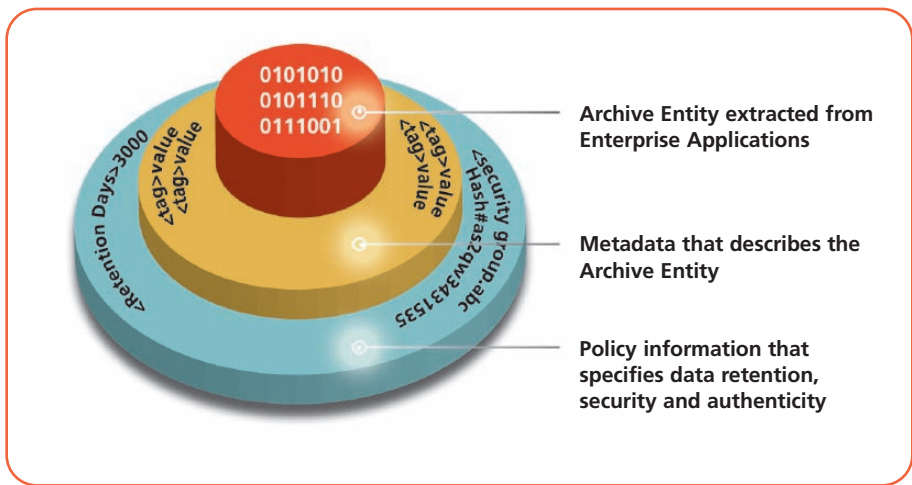 0101010
0101110
0111001
<tag>value
<tag>value
<tag>value
<tag>value
<Retention Days>3000
<security group.abc
Hash#as2qw3431535
Archive Entity extracted from
Enterprise Applications
Metadata that describes the
Archive Entity
Policy information that
specifies data retention,
security and authenticity